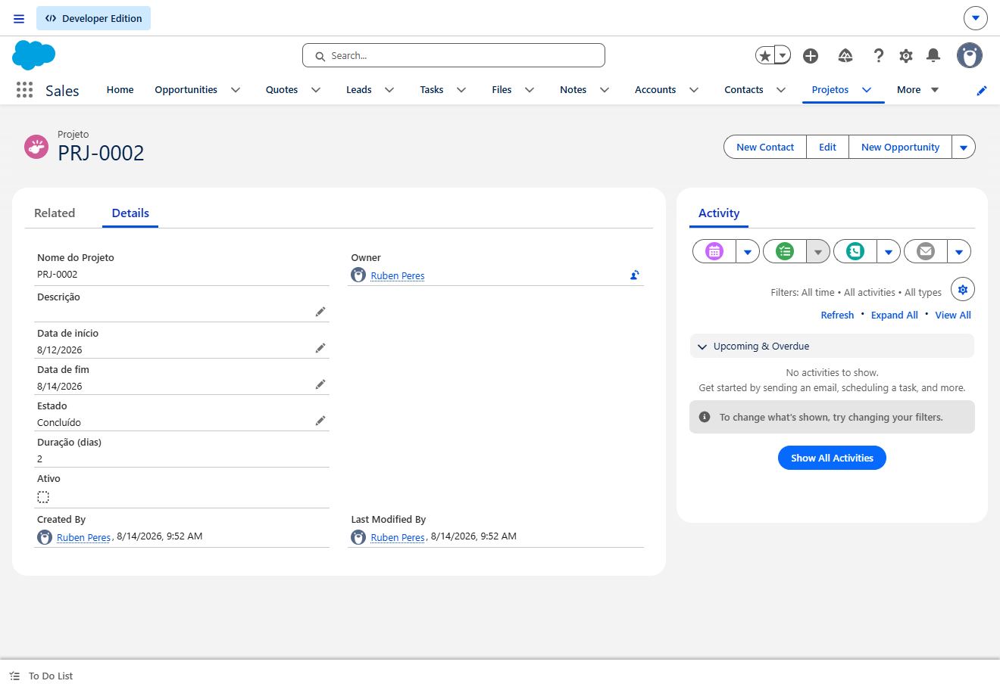 Developer Edition
Search...
Sales
Home
Opportunities
Quotes
Leads
Tasks
Files
Notes
Accounts
Contacts
Projetos
More
Projeto
PRJ-0002
New Contact
Edit
New Opportunity
Related
Details
Nome do Projeto
PRJ-0002
Owner
Ruben Peres
Descrição
Data de início
8/12/2026
Data de fim
8/14/2026
Estado
Concluído
Duração (dias)
2
Ativo
Created By
Ruben Peres, 8/14/2026, 9:52 AM
Last Modified By
Ruben Peres, 8/14/2026, 9:52 AM
Activity
Filters: All time • All activities • All types
Refresh • Expand All • View All
Upcoming & Overdue
No activities to show.
Get started by sending an email, scheduling a task, and more.
To change what's shown, try changing your filters.
Show All Activities
To Do List